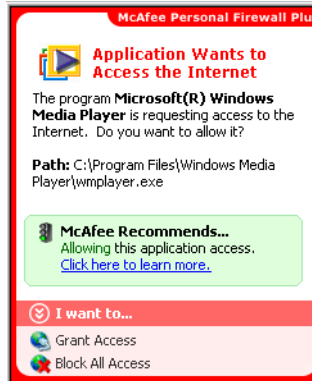 McAfee Personal Firewall Plu
Application Wants to
Access the Internet
The program Microsoft(R) Windows
Media Player is requesting access to the
Internet. Do you want to allow it?
Path: C:\Program Files\Windows Media
Player\wmplayer.exe
McAfee Recommends...
Allowing this application access.
Click here to learn more.
I want to...
Grant Access
Block All Access